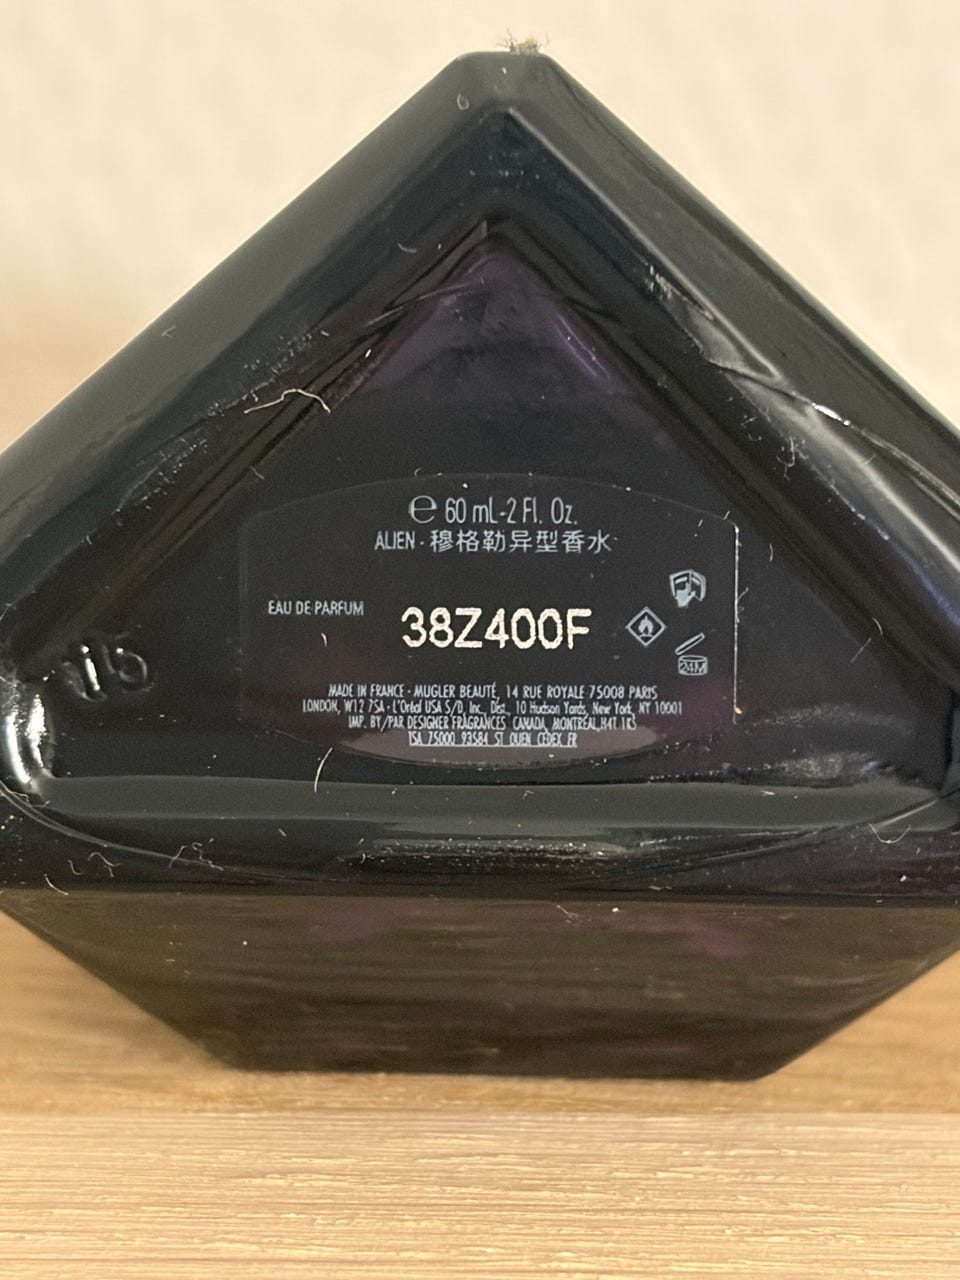 ℮ 60 mL-2 Fl. Oz.
ALIEN · 穆格勒异型香水
EAU DE PARFUM
38Z400F
24M
MADE IN FRANCE · MUGLER BEAUTÉ, 14 RUE ROYALE 75008 PARIS
LONDON, W12 7SA · L'Oréal USA S/D, Inc., Dist., 10 Hudson Yards, New York, NY 10001
IMP. BY/PAR DESIGNER FRAGRANCES CANADA, MONTRÉAL, H4T 1K5
TSA 75000 93584 ST OUEN CEDEX FR